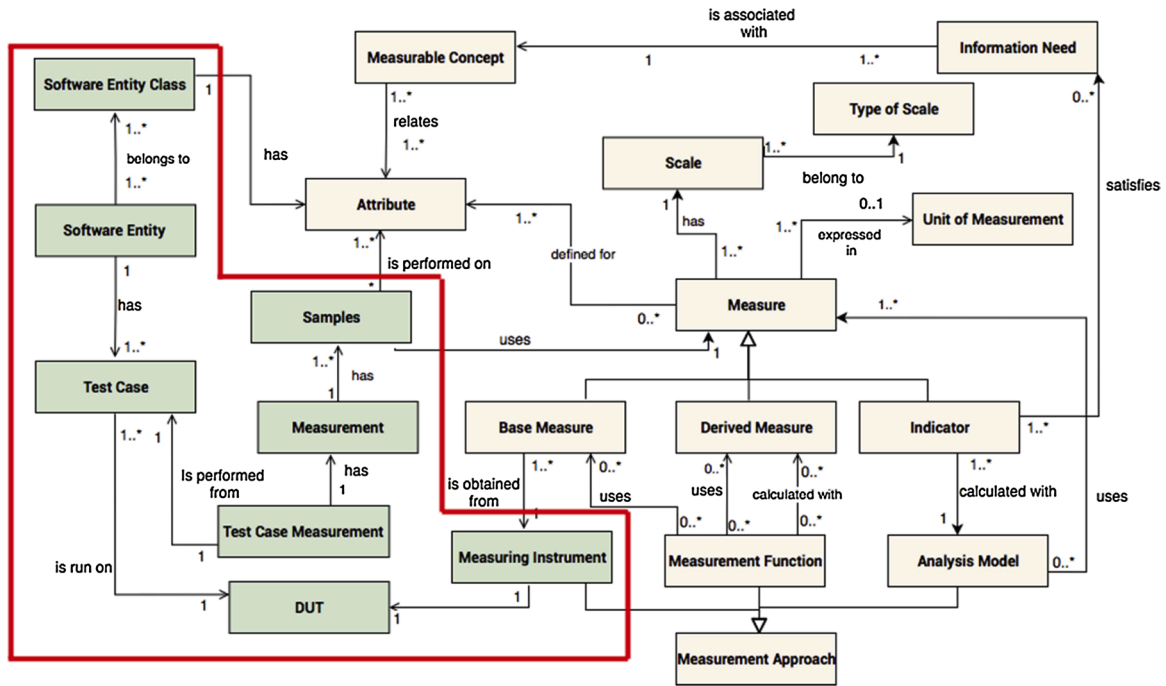 is associated
with
Measurable Concept
1
1..*
Information Need
Software Entity Class
1
1..*
0..*
Type of Scale
1..*
relates
1..*
belongs to
1..*
has
Scale
1..*
1
belong to
satisfies
Attribute
1..*
1
has
1..*
0..1
1..*
expressed
in
Unit of Measurement
Software Entity
1..*
is performed on
defined for
1
has
1..*
*
Samples
0..*
Measure
1..*
uses
1
1..*
has
1
Test Case
1..*
1
Measurement
Base Measure
Derived Measure
Indicator
1..*
Is performed
from
has
1
1..*
is obtained
from
1
0..*
uses
0..*
0..*
uses
0..*
0..*
calculated with
0..*
1..*
calculated with
1
uses
Test Case Measurement
1
Measuring Instrument
Measurement Function
Analysis Model
0..*
is run on
1
DUT
1
1
Measurement Approach